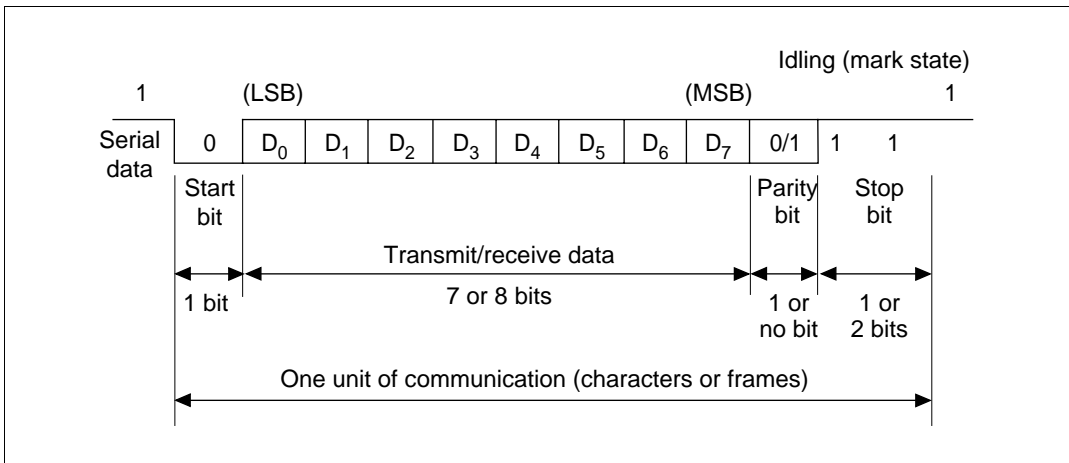 Idling (mark state)
1 (LSB) (MSB) 1
Serial data
0 D₀ D₁ D₂ D₃ D₄ D₅ D₆ D₇ 0/1 1 1
Start bit
Parity bit
Stop bit
Transmit/receive data
1 bit
7 or 8 bits
1 or no bit
1 or 2 bits
One unit of communication (characters or frames)